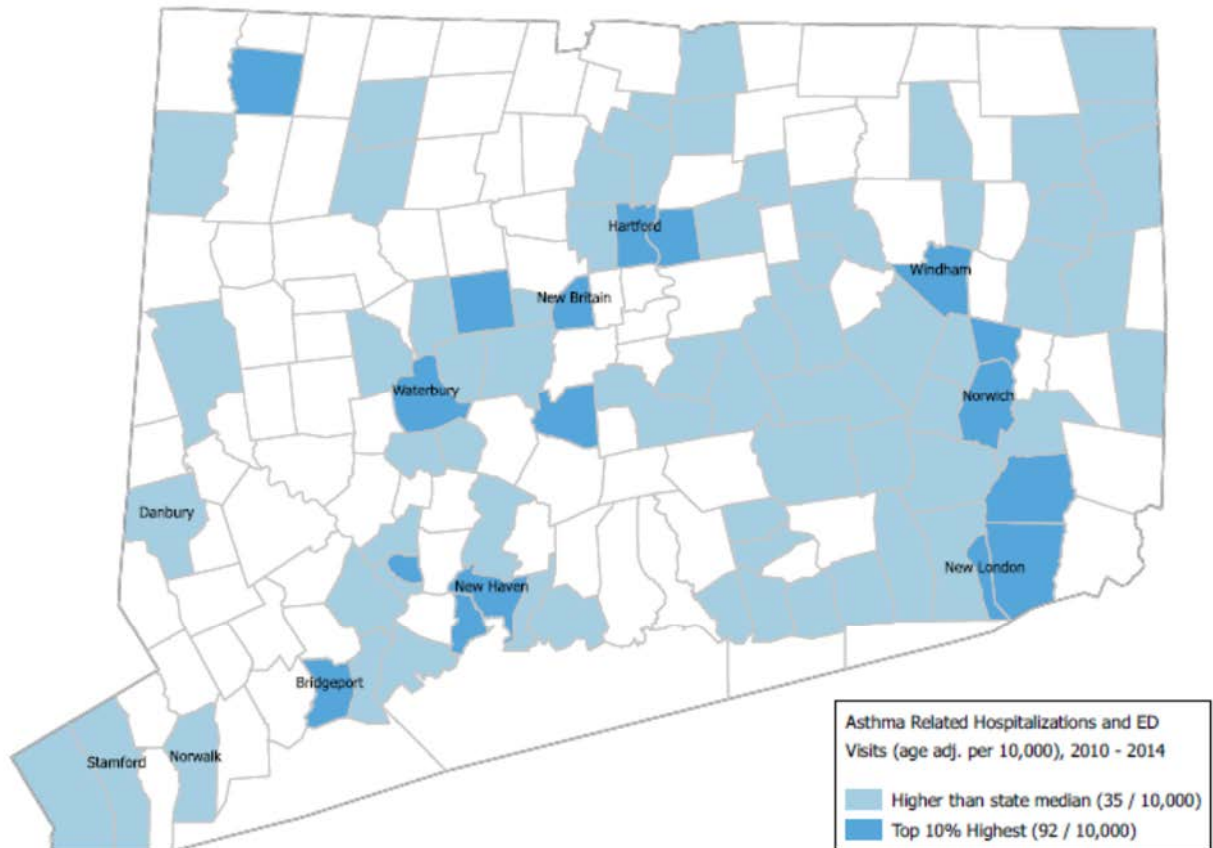 Hartford
Windham
New Britain
Waterbury
Norwich
Danbury
New London
New Haven
Bridgeport
Stamford
Norwalk
Asthma Related Hospitalizations and ED
Visits (age adj. per 10,000), 2010 - 2014
Higher than state median (35 / 10,000)
Top 10% Highest (92 / 10,000)